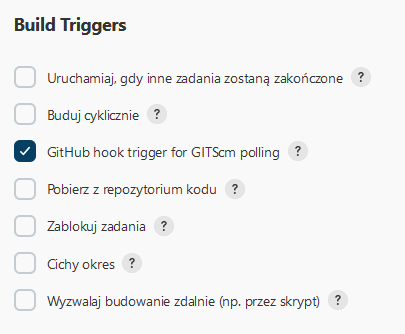 Build Triggers
Uruchamiaj, gdy inne zadania zostaną zakończone ?
Buduj cyklicznie ?
GitHub hook trigger for GITScm polling ?
Pobierz z repozytorium kodu ?
Zablokuj zadania ?
Cichy okres ?
Wyzwalaj budowanie zdalnie (np. przez skrypt) ?